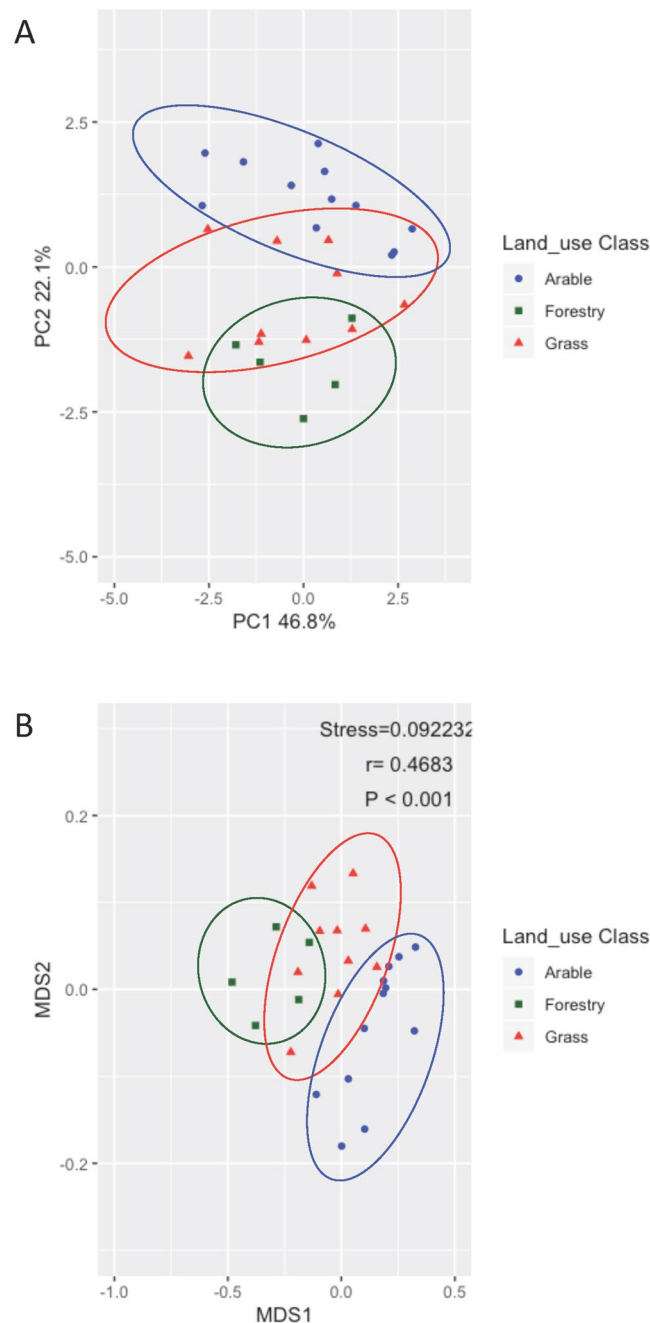 A
2.5
0.0
-2.5
-5.0
PC2 22.1%
-5.0 -2.5 0.0 2.5
PC1 46.8%
Land_use Class
Arable
Forestry
Grass
B
Stress=0.092232
r= 0.4683
P < 0.001
0.2
0.0
-0.2
MDS2
-1.0 -0.5 0.0 0.5
MDS1
Land_use Class
Arable
Forestry
Grass